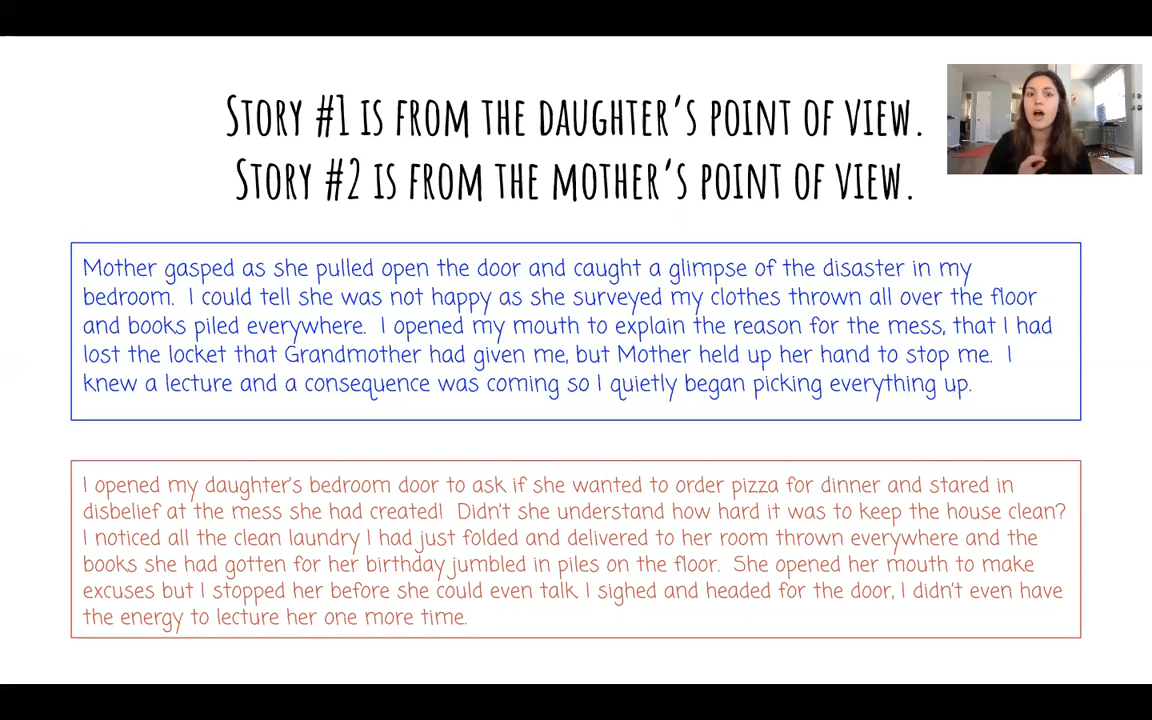 Story #1 is from the daughter's point of view.
Story #2 is from the mother's point of view.
Mother gasped as she pulled open the door and caught a glimpse of the disaster in my
bedroom. I could tell she was not happy as she surveyed my clothes thrown all over the floor
and books piled everywhere. I opened my mouth to explain the reason for the mess, that I had
lost the locket that Grandmother had given me, but Mother held up her hand to stop me. I
knew a lecture and a consequence was coming so I quietly began picking everything up.
I opened my daughter's bedroom door to ask if she wanted to order pizza for dinner and stared in
disbelief at the mess she had created! Didn't she understand how hard it was to keep the house clean?
I noticed all the clean laundry I had just folded and delivered to her room thrown everywhere and the
books she had gotten for her birthday jumbled in piles on the floor. She opened her mouth to make
excuses but I stopped her before she could even talk. I sighed and headed for the door, I didn't even have
the energy to lecture her one more time.